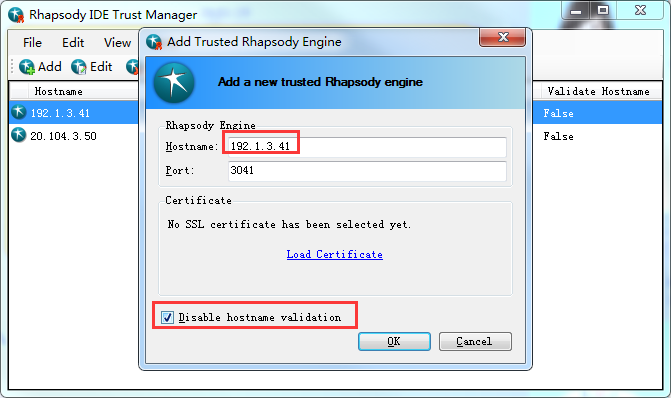 Rhapsody IDE Trust Manager
File Edit View
Add Edit
Hostname Validate Hostname
192.1.3.41 False
20.104.3.50 False
Add Trusted Rhapsody Engine
Add a new trusted Rhapsody engine
Rhapsody Engine
Hostname: 192.1.3.41
Port: 3041
Certificate
No SSL certificate has been selected yet.
Load Certificate
Disable hostname validation
OK Cancel